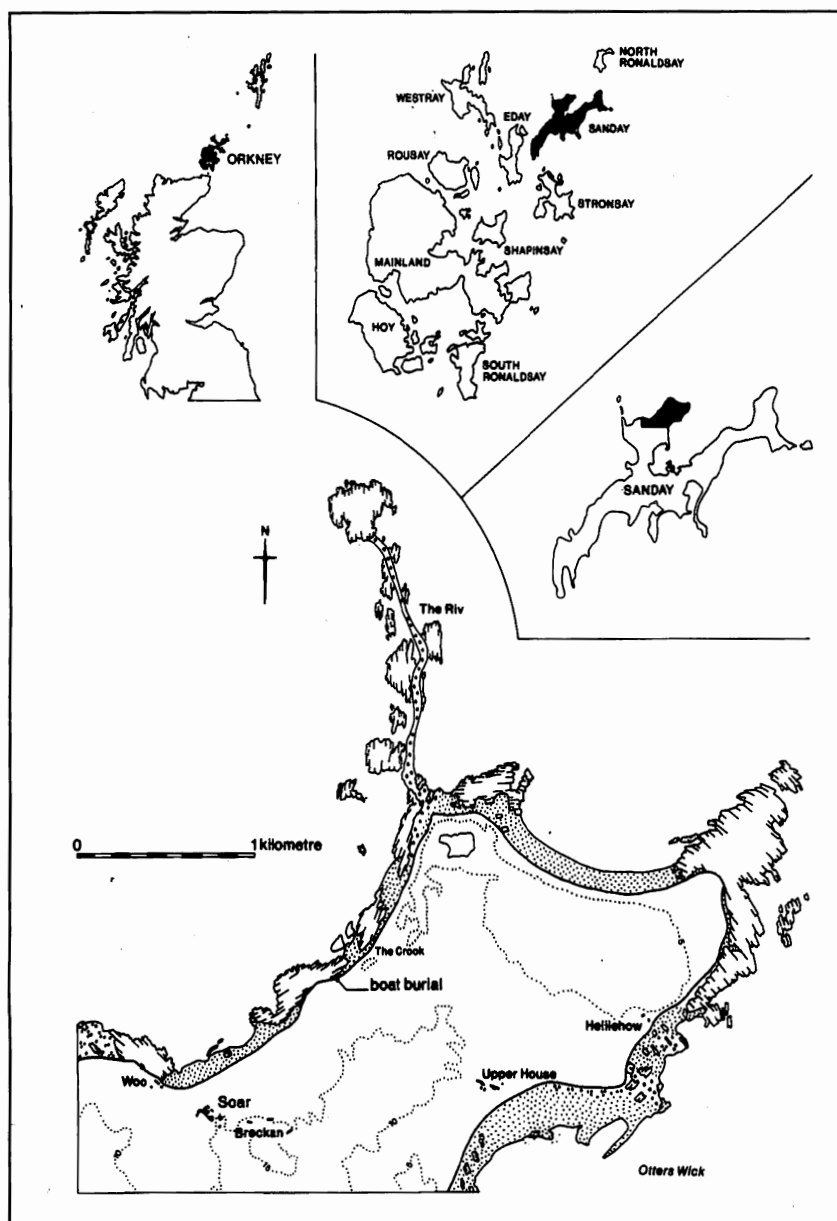 ORKNEY
NORTH
RONALDSAY
WESTRAY
EDAY
SANDAY
ROUSAY
STRONSAY
SHAPINSAY
MAINLAND
HOY
SOUTH
RONALDSAY
SANDAY
N
The Riv
0 1 kilometre
The Crook
boat burial
Helliehow
Woo
Upper House
Soar
Breckan
Otters Wick